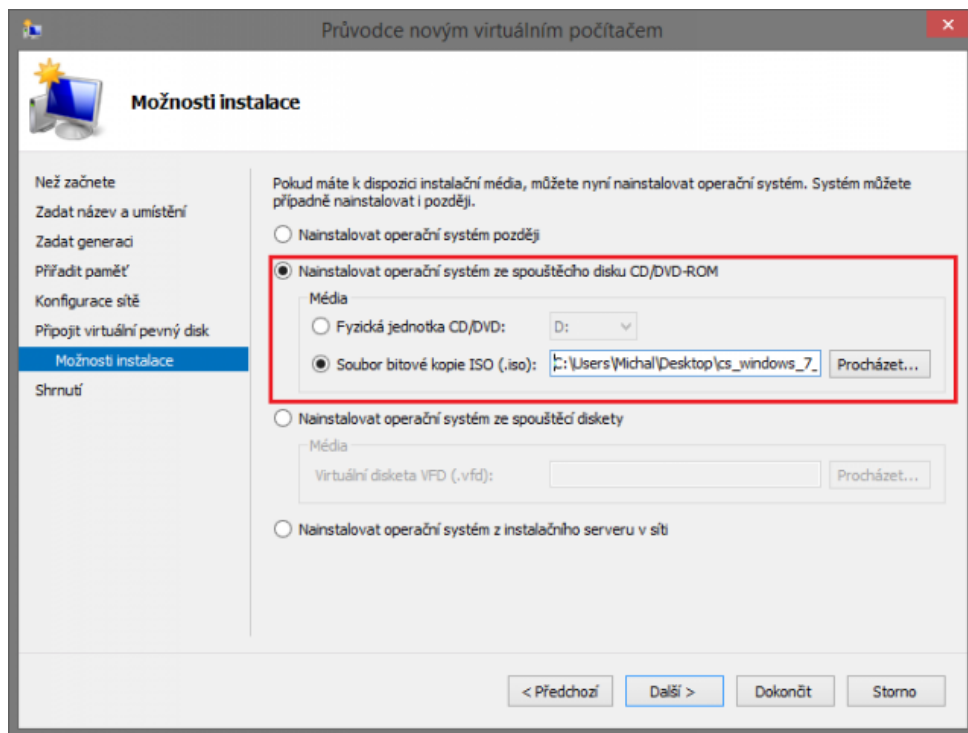 Průvodce novým virtuálním počítačem
Možnosti instalace
Než začnete
Zadat název a umístění
Zadat generaci
Přiřadit paměť
Konfigurace sítě
Připojit virtuální pevný disk
Možnosti instalace
Shrnutí
Pokud máte k dispozici instalační média, můžete nyní nainstalovat operační systém. Systém můžete
případně nainstalovat i později.
Nainstalovat operační systém později
Nainstalovat operační systém ze spouštěcího disku CD/DVD-ROM
Média
Fyzická jednotka CD/DVD: D:
Soubor bitové kopie ISO (.iso): C:\Users\Michal\Desktop\cs_windows_7_ Procházet...
Nainstalovat operační systém ze spouštěcí diskety
Média
Virtuální disketa VFD (.vfd): Procházet...
Nainstalovat operační systém z instalačního serveru v síti
< Předchozí Další > Dokončit Storno